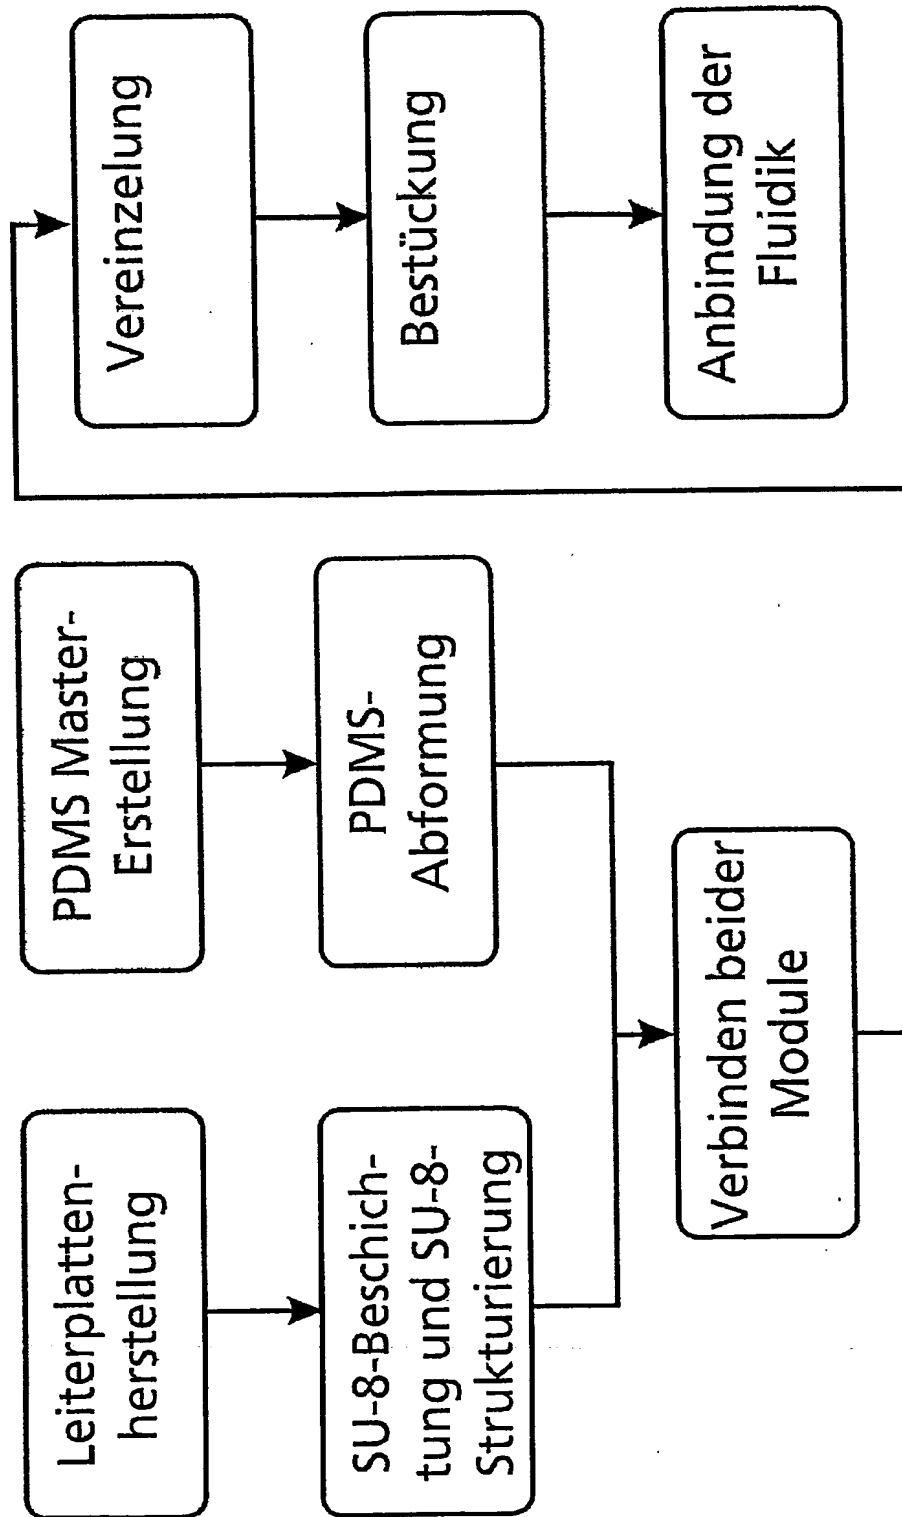 Leiterplatten-
herstellung
SU-8-Beschich-
tung und SU-8-
Strukturierung
PDMS Master-
Erstellung
PDMS-
Abformung
Verbinden beider
Module
Vereinzelung
Bestückung
Anbindung der
Fluidik